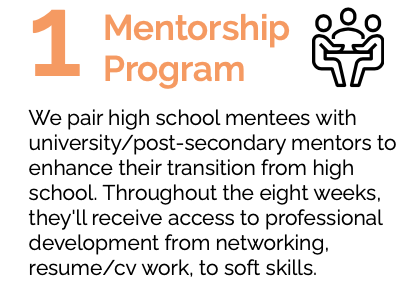 1 Mentorship
Program
We pair high school mentees with
university/post-secondary mentors to
enhance their transition from high
school. Throughout the eight weeks,
they'll receive access to professional
development from networking,
resume/cv work, to soft skills.